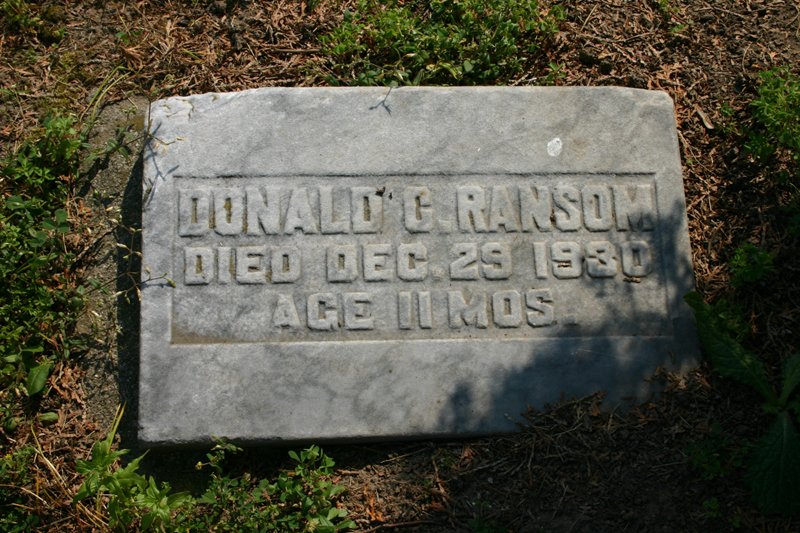 DONALD G. RANSOM
DIED DEC. 29 1930
AGE 11 MOS.